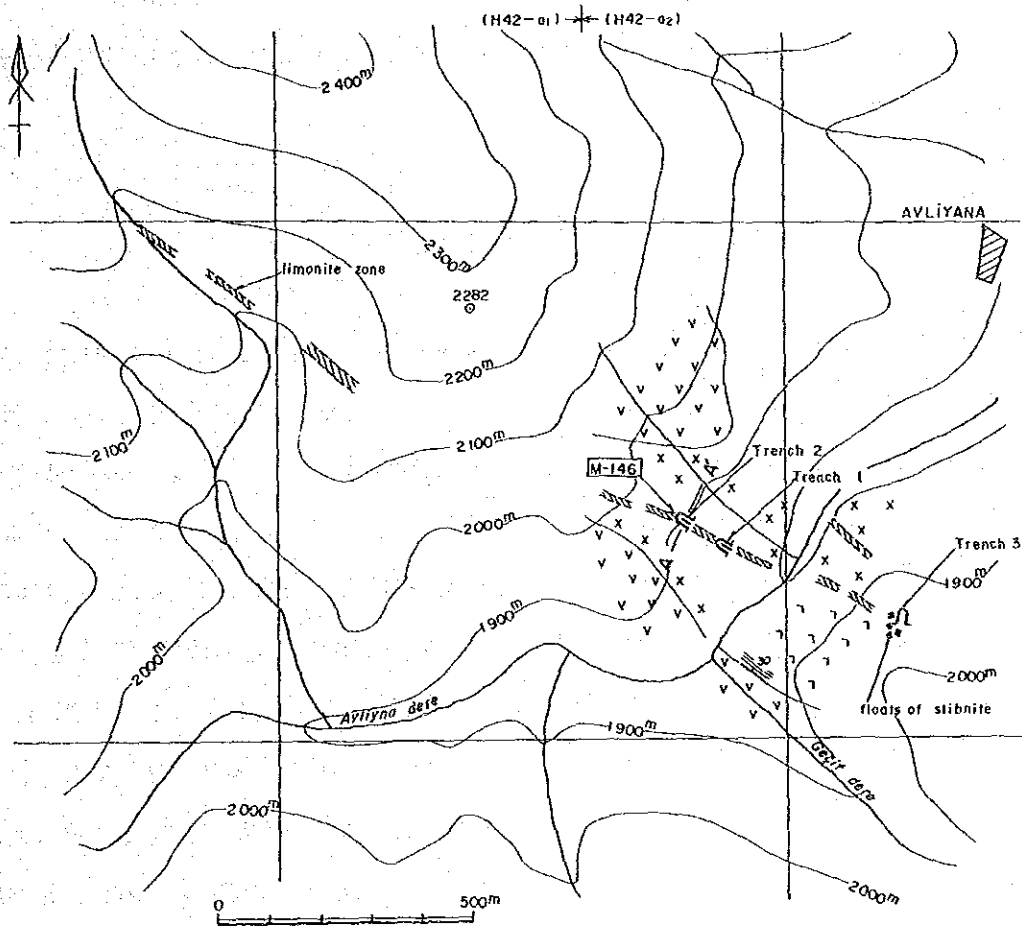 (H42-a1) (H42-a2)
2400m
AVLİYANA
2300m
limonite zone
2282
2200m
2100m
2100m
Trench 2
M-146
A'
Trench 1
2000m
Trench 3
A
1900m
1900m
2000m
30
2000m
floats of stibnite
Avliyna dere
1900m
Geçit dere
2000m
2000m
0 500m